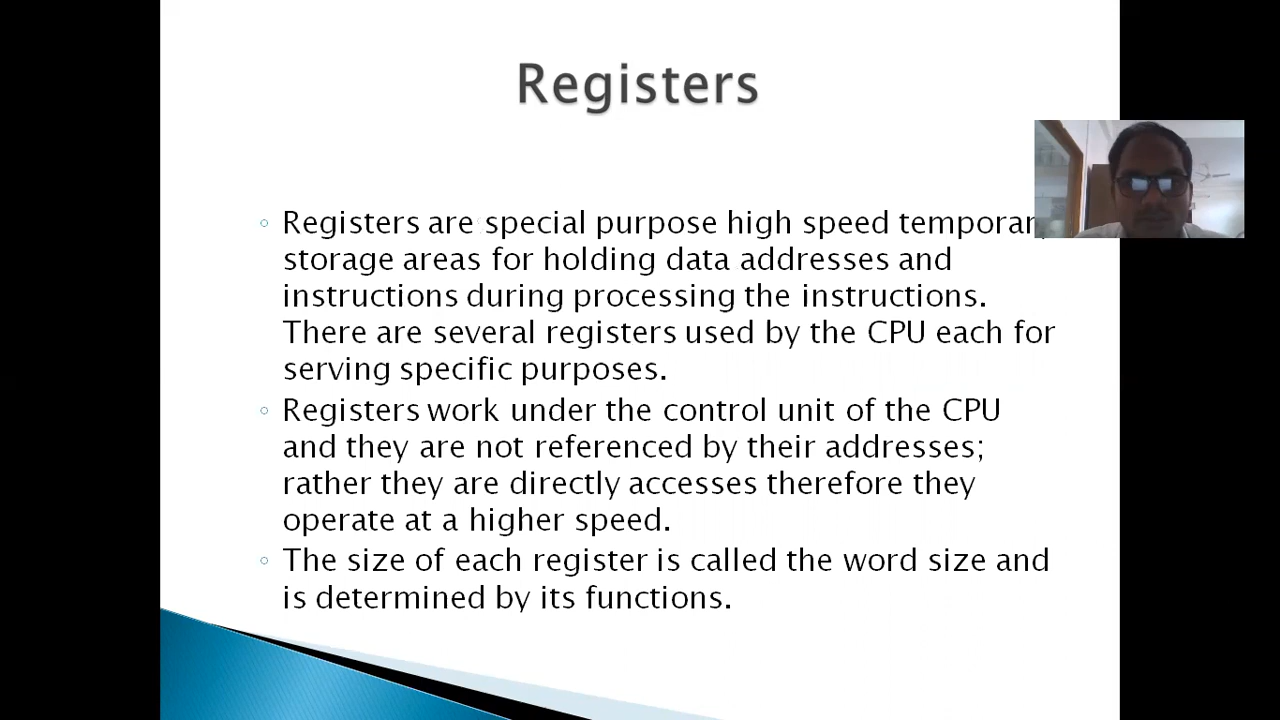 Registers
Registers are special purpose high speed temporary
storage areas for holding data addresses and
instructions during processing the instructions.
There are several registers used by the CPU each for
serving specific purposes.
Registers work under the control unit of the CPU
and they are not referenced by their addresses;
rather they are directly accesses therefore they
operate at a higher speed.
The size of each register is called the word size and
is determined by its functions.